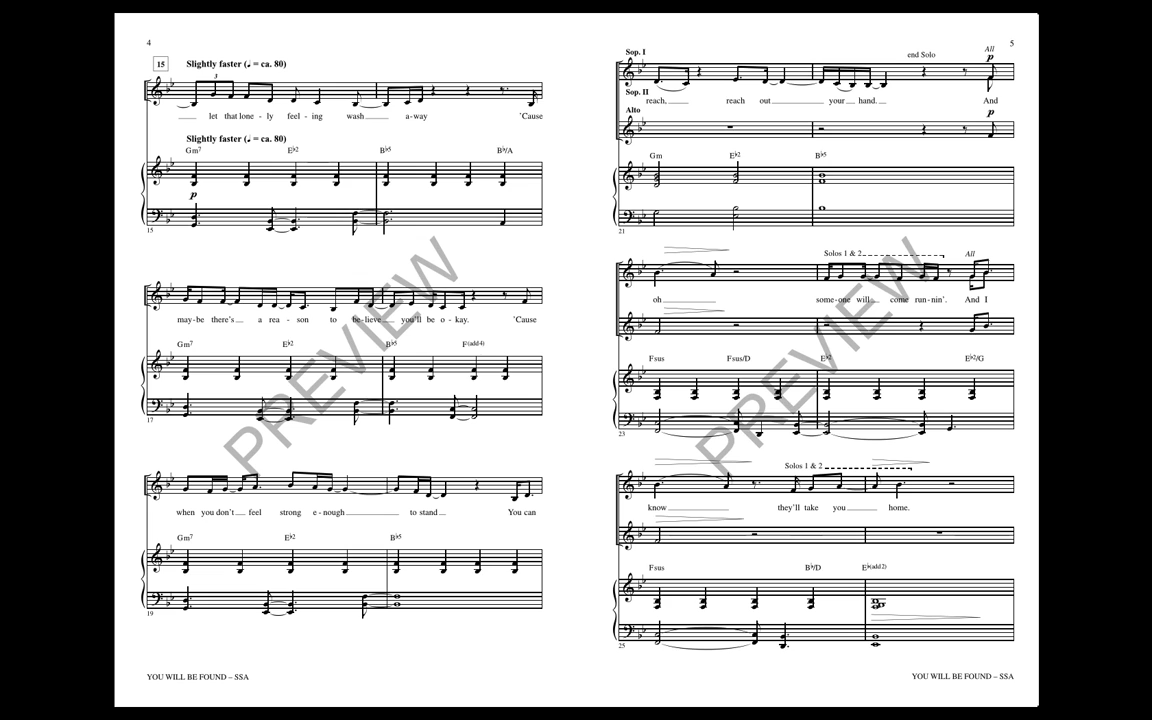 4
15 Slightly faster (♩ = ca. 80)
3
let that lone - ly feel - ing wash a - way 'Cause
Slightly faster (♩ = ca. 80)
Gm7 E♭2 B♭5 B♭/A
p
15
may - be there's a rea - son to be - lieve you'll be o - kay. 'Cause
Gm7 E♭2 B♭5 F(add4)
17
when you don't feel strong e - nough to stand You can
Gm7 E♭2 B♭5
19
YOU WILL BE FOUND – SSA
5
Sop. I
end Solo All
p
Sop. II
reach, reach out your hand. And
Alto
p
Gm E♭2 B♭5
21
Solos 1 & 2 All
oh some - one will come run - nin'. And I
Fsus Fsus/D E♭2 E♭2/G
23
Solos 1 & 2
know they'll take you home.
Fsus B♭/D E♭(add2)
25
YOU WILL BE FOUND – SSA
PREVIEW
PREVIEW